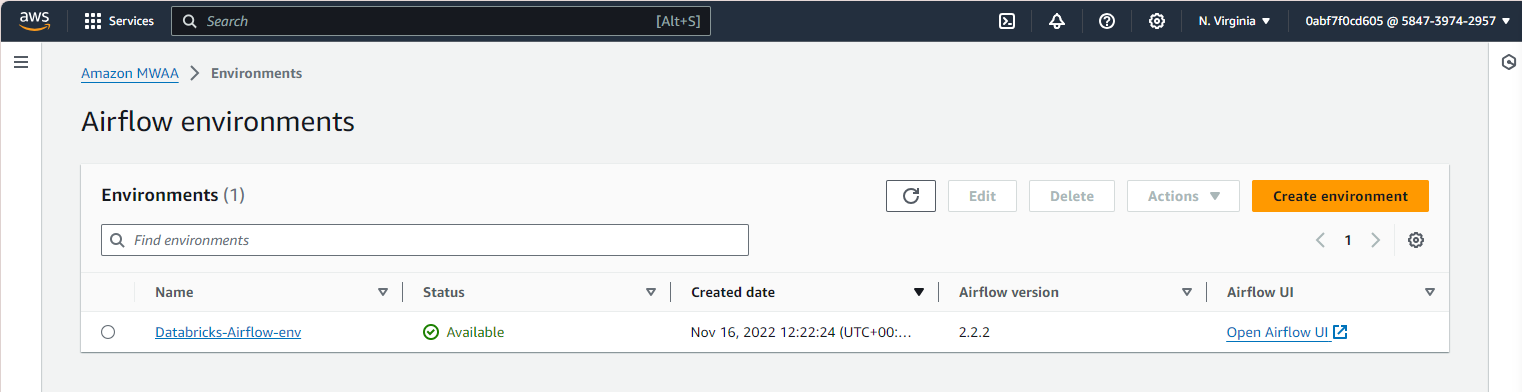 aws Services Search [Alt+S] N. Virginia 0abf7f0cd605 @ 5847-3974-2957
Amazon MWAA Environments
Airflow environments
Environments (1) Edit Delete Actions Create environment
Find environments 1
Name Status Created date Airflow version Airflow UI
Databricks-Airflow-env Available Nov 16, 2022 12:22:24 (UTC+00:... 2.2.2 Open Airflow UI